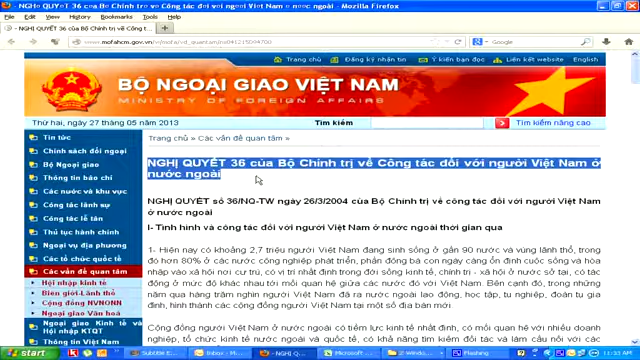 NGHỊ QUYẾT 36 của Bộ Chính trị về Công tác đối với người Việt Nam ở nước ngoài - Mozilla Firefox
File Edit View History Bookmarks Tools Help
NGHỊ QUYẾT 36 của Bộ Chính trị về Công t...
www.mofahcm.gov.vn
Google
Trang chủ Đăng ký nhận bản tin Ý kiến bạn đọc Liên kết website English
BỘ NGOẠI GIAO VIỆT NAM
MINISTRY OF FOREIGN AFFAIRS
Thứ hai, ngày 27 tháng 05 năm 2013 Tìm kiếm Tìm kiếm nâng cao
Tin tức
Chính sách đối ngoại
Bộ Ngoại giao
Thông tin báo chí
Các nước và khu vực
Công tác lãnh sự
Công tác lễ tân
Thủ tục hành chính
Ngoại vụ địa phương
Các tổ chức quốc tế
Các vấn đề quan tâm
Hội nhập kinh tế
Biên giới-Lãnh thổ
Cộng đồng NVNONN
Ngoại giao Văn hoá
Ngoại giao Kinh tế và Hội nhập KTQT
Trang chủ » Các vấn đề quan tâm »
NGHỊ QUYẾT 36 của Bộ Chính trị về Công tác đối với người Việt Nam ở
nước ngoài
NGHỊ QUYẾT số 36/NQ-TW ngày 26/3/2004 của Bộ Chính trị về công tác đối với người Việt Nam
ở nước ngoài
I- Tình hình và công tác đối với người Việt Nam ở nước ngoài thời gian qua
1- Hiện nay có khoảng 2,7 triệu người Việt Nam đang sinh sống ở gần 90 nước và vùng lãnh thổ, trong
đó hơn 80% ở các nước công nghiệp phát triển, phần đông bà con ngày càng ổn định cuộc sống và hòa
nhập vào xã hội nơi cư trú, có vị trí nhất định trong đời sống kinh tế, chính trị - xã hội ở nước sở tại, có tác
động ở mức độ khác nhau tới mối quan hệ giữa các nước đó với Việt Nam. Bên cạnh đó, trong những
năm qua hàng trăm nghìn người Việt Nam đã ra nước ngoài lao động, học tập, tu nghiệp, đoàn tụ gia
đình, hình thành các cộng đồng người Việt Nam tại một số địa bàn mới.
Cộng đồng người Việt Nam ở nước ngoài có tiềm lực kinh tế nhất định, có mối quan hệ với nhiều doanh
nghiệp, tổ chức kinh tế nước ngoài và quốc tế, có khả năng tìm kiếm đối tác và làm cầu nối với các
start Subtitle E... Inbox - M... NGHỊ QU... Microsoft ... 2 Window... Flashing 11:31 AM